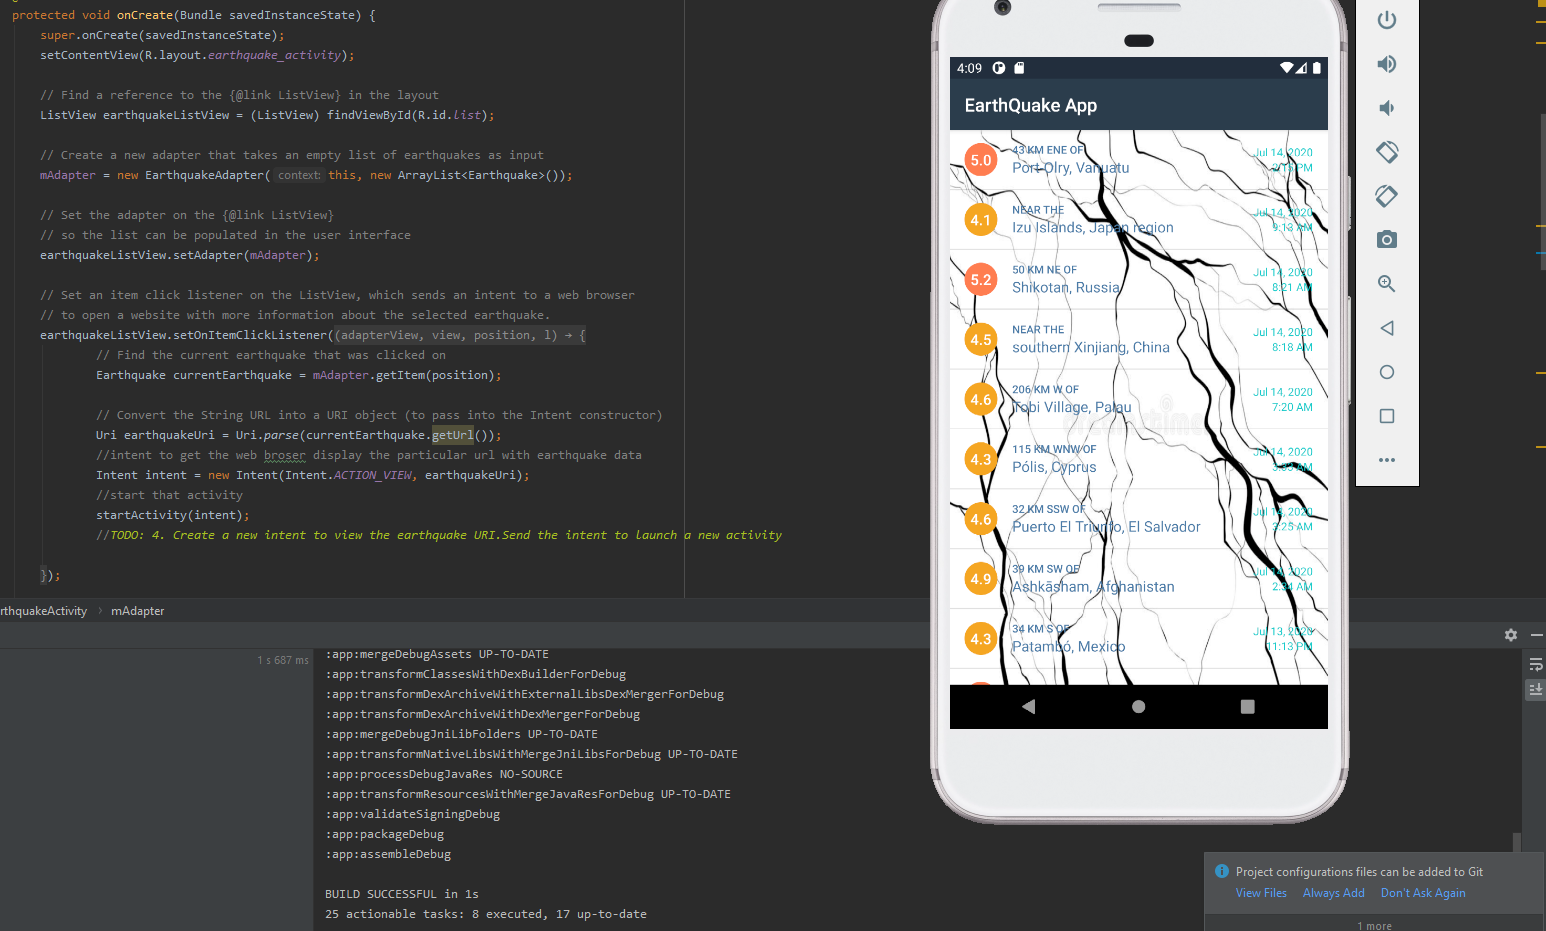 protected void onCreate(Bundle savedInstanceState) {
super.onCreate(savedInstanceState);
setContentView(R.layout.earthquake_activity);
// Find a reference to the {@link ListView} in the layout
ListView earthquakeListView = (ListView) findViewById(R.id.list);
// Create a new adapter that takes an empty list of earthquakes as input
mAdapter = new EarthquakeAdapter( context: this, new ArrayList<Earthquake>());
// Set the adapter on the {@link ListView}
// so the list can be populated in the user interface
earthquakeListView.setAdapter(mAdapter);
// Set an item click listener on the ListView, which sends an intent to a web browser
// to open a website with more information about the selected earthquake.
earthquakeListView.setOnItemClickListener((adapterView, view, position, l) → {
// Find the current earthquake that was clicked on
Earthquake currentEarthquake = mAdapter.getItem(position);
// Convert the String URL into a URI object (to pass into the Intent constructor)
Uri earthquakeUri = Uri.parse(currentEarthquake.getUrl());
//intent to get the web broser display the particular url with earthquake data
Intent intent = new Intent(Intent.ACTION_VIEW, earthquakeUri);
//start that activity
startActivity(intent);
//TODO: 4. Create a new intent to view the earthquake URI.Send the intent to launch a new activity
});
rthquakeActivity › mAdapter
1 s 687 ms
:app:mergeDebugAssets UP-TO-DATE
:app:transformClassesWithDexBuilderForDebug
:app:transformDexArchiveWithExternalLibsDexMergerForDebug
:app:transformDexArchiveWithDexMergerForDebug
:app:mergeDebugJniLibFolders UP-TO-DATE
:app:transformNativeLibsWithMergeJniLibsForDebug UP-TO-DATE
:app:processDebugJavaRes NO-SOURCE
:app:transformResourcesWithMergeJavaResForDebug UP-TO-DATE
:app:validateSigningDebug
:app:packageDebug
:app:assembleDebug
BUILD SUCCESSFUL in 1s
25 actionable tasks: 8 executed, 17 up-to-date
4:09
EarthQuake App
5.0
43 KM ENE OF
Port-Olry, Vanuatu
Jul 14, 2020
PM
4.1
NEAR THE
Izu Islands, Japan region
Jul 14, 2020
9:13 AM
5.2
50 KM NE OF
Shikotan, Russia
Jul 14, 2020
8:21 AM
4.5
NEAR THE
southern Xinjiang, China
Jul 14, 2020
8:18 AM
4.6
206 KM W OF
Tobi Village, Palau
Jul 14, 2020
7:20 AM
4.3
115 KM WNW OF
Pólis, Cyprus
Jul 14, 2020
AM
4.6
32 KM SSW OF
Puerto El Triunfo, El Salvador
Jul 14, 2020
3:25 AM
4.9
39 KM SW OF
Ashkāsham, Afghanistan
Jul 14, 2020
2:34 AM
4.3
34 KM S OF
Patambó, Mexico
Jul 13, 2020
11:13 PM
Project configurations files can be added to Git
View Files Always Add Don't Ask Again
1 more